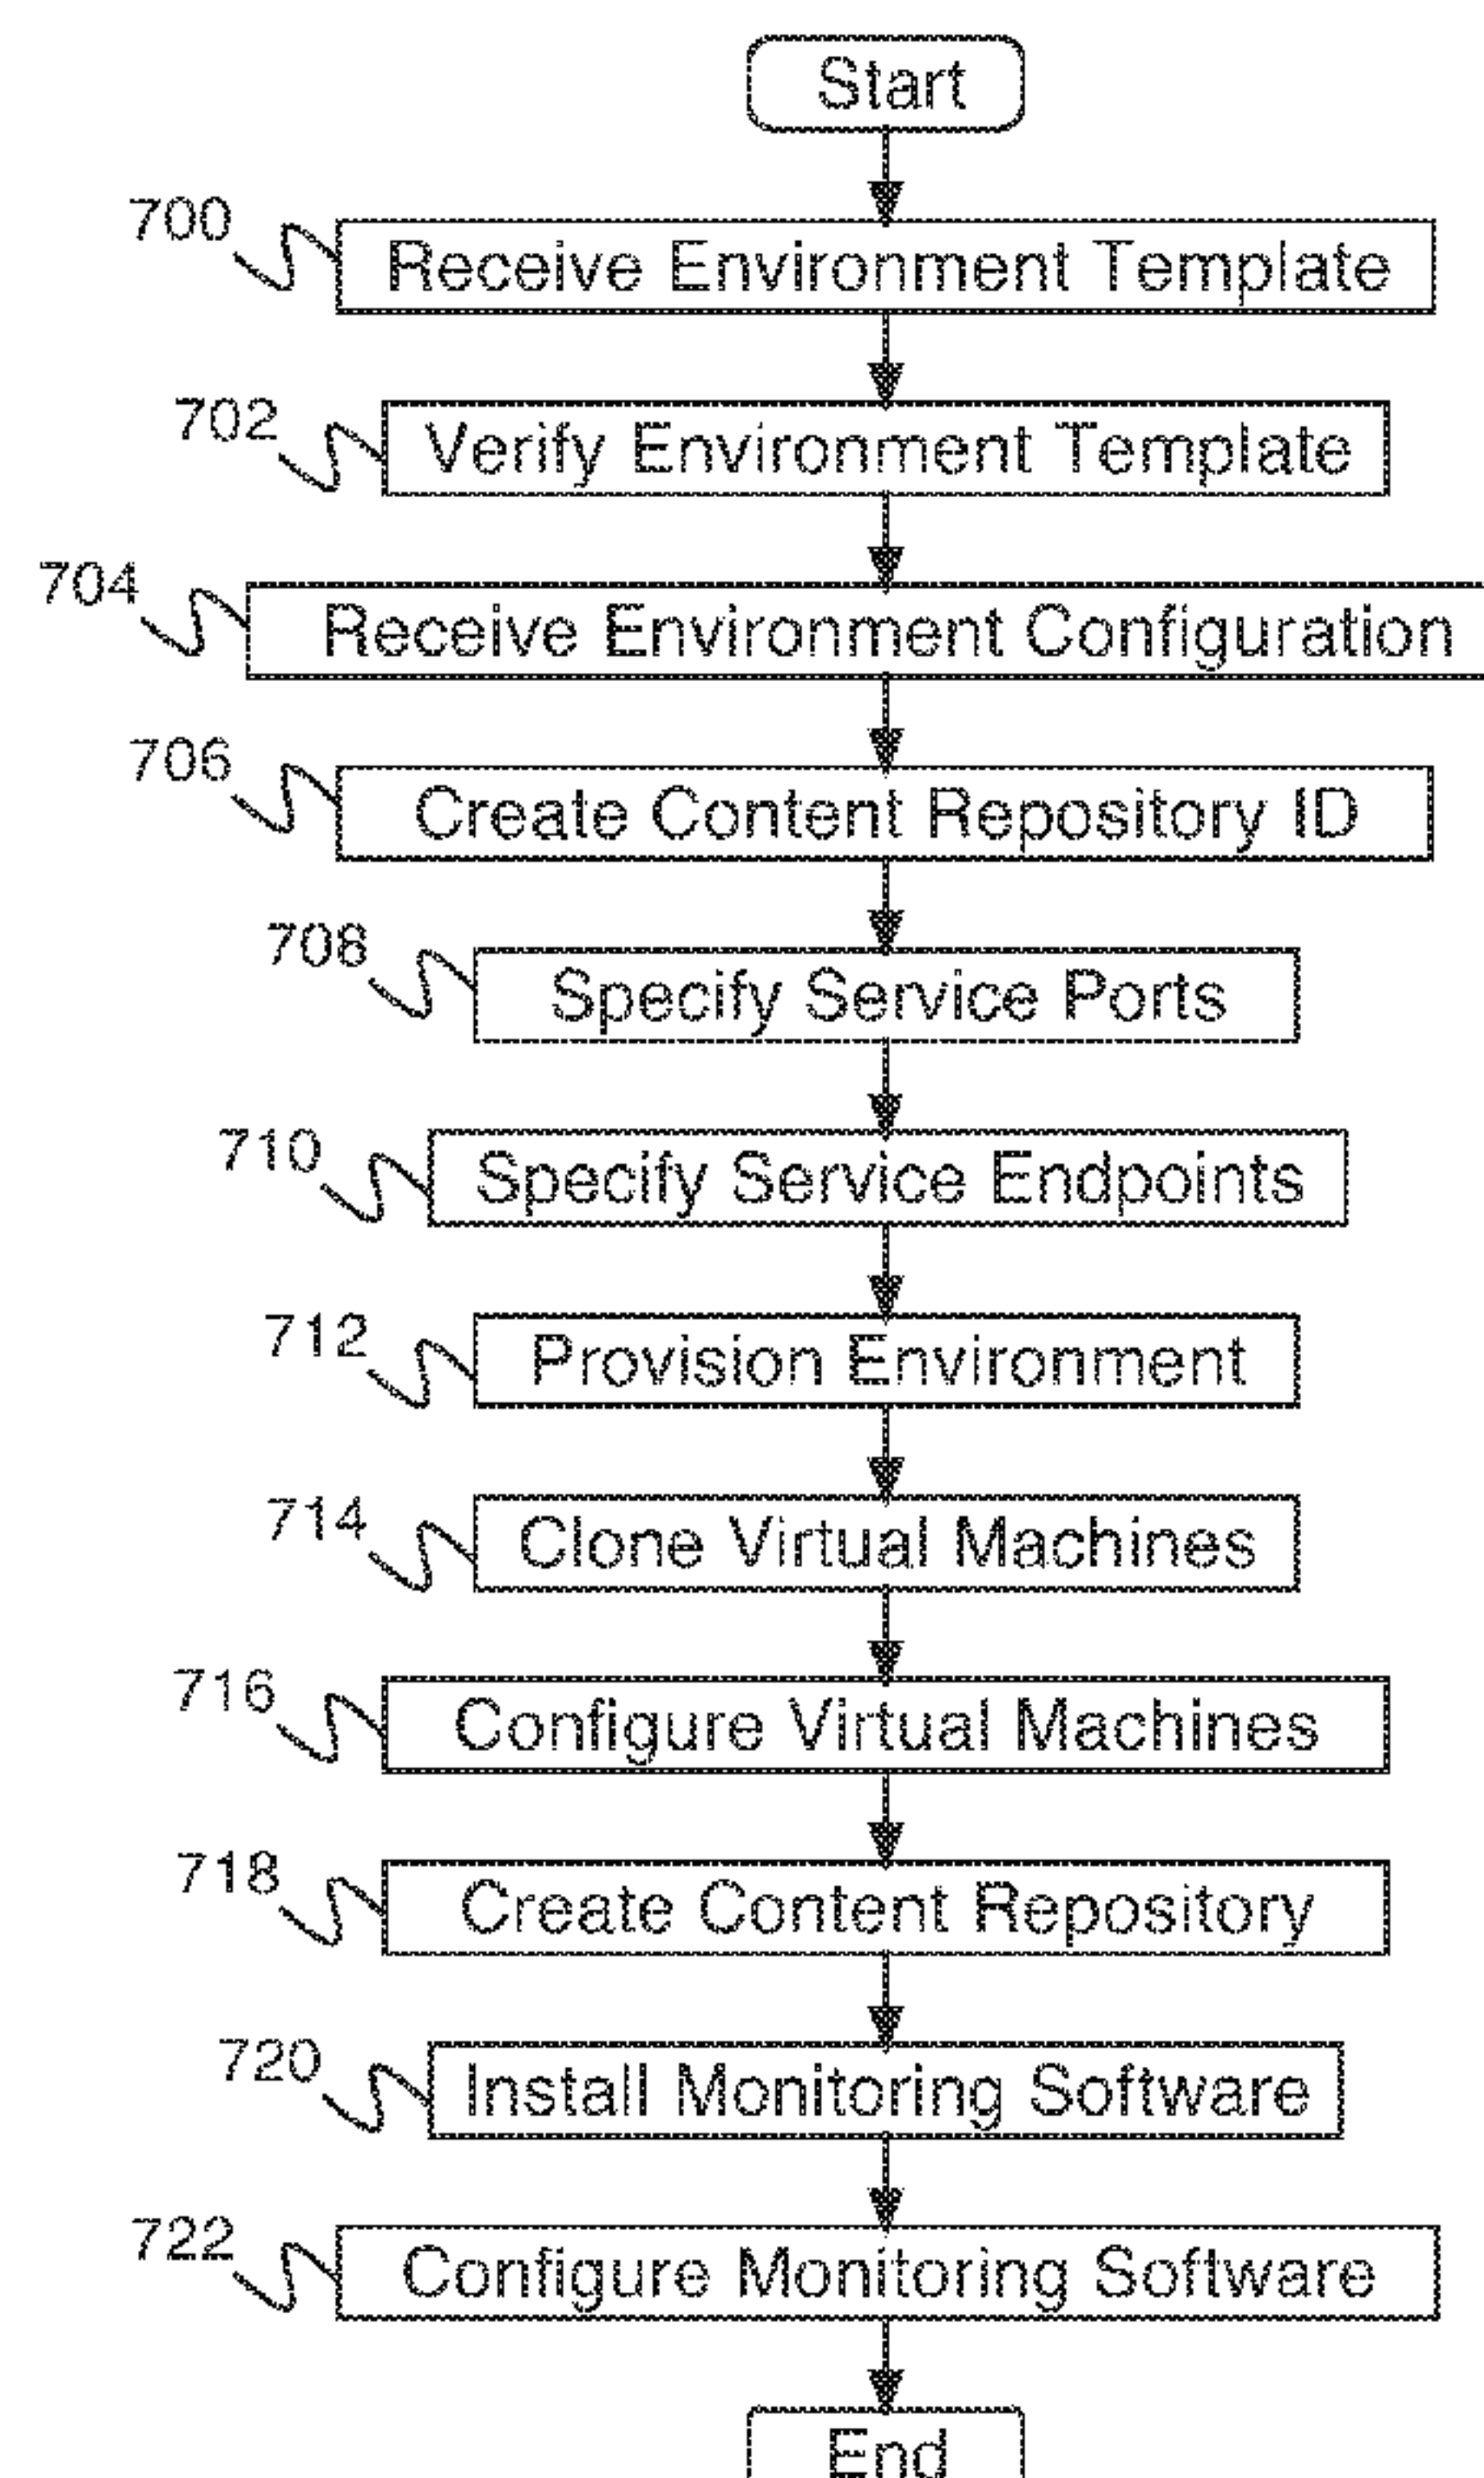 Start
700
Receive Environment Template
702
Verify Environment Template
704
Receive Environment Configuration
706
Create Content Repository ID
708
Specify Service Ports
710
Specify Service Endpoints
712
Provision Environment
714
Clone Virtual Machines
716
Configure Virtual Machines
718
Create Content Repository
720
Install Monitoring Software
722
Configure Monitoring Software
End